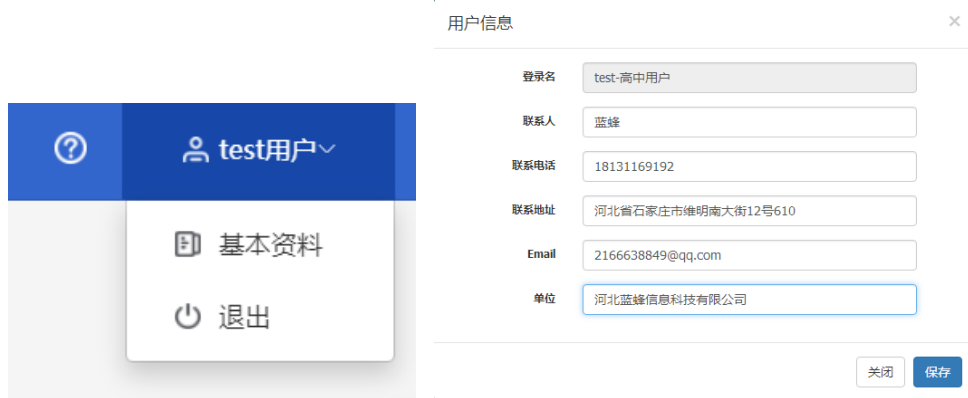 test用户
基本资料
退出
用户信息
登录名 test-高中用户
联系人 蓝蜂
联系电话 18131169192
联系地址 河北省石家庄市维明南大街12号610
Email 2166638849@qq.com
单位 河北蓝蜂信息科技有限公司
关闭 保存